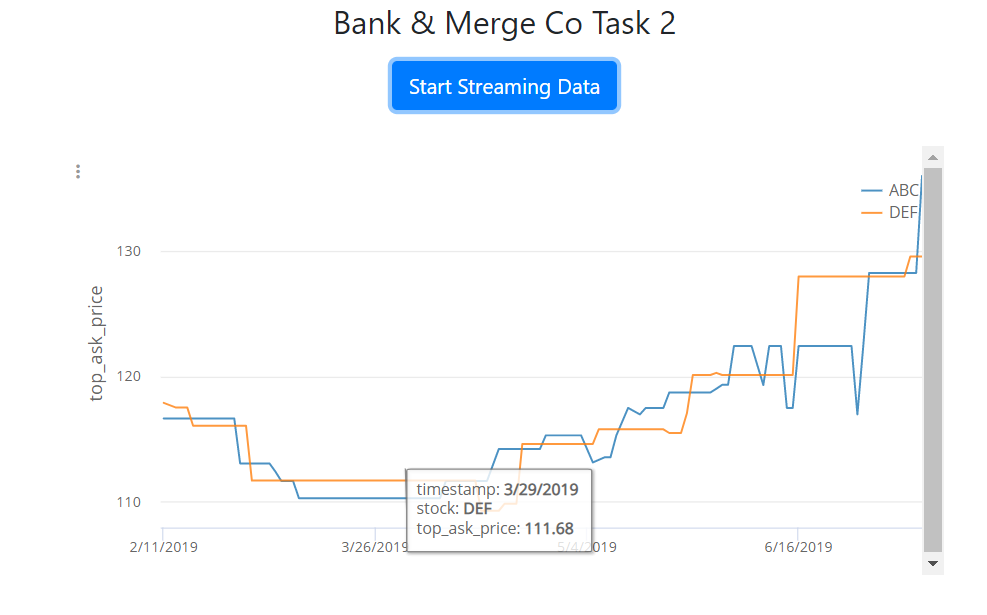 Bank & Merge Co Task 2
Start Streaming Data
ABC
DEF
130
120
110
top_ask_price
timestamp: 3/29/2019
stock: DEF
top_ask_price: 111.68
2/11/2019
3/26/2019
5/4/2019
6/16/2019